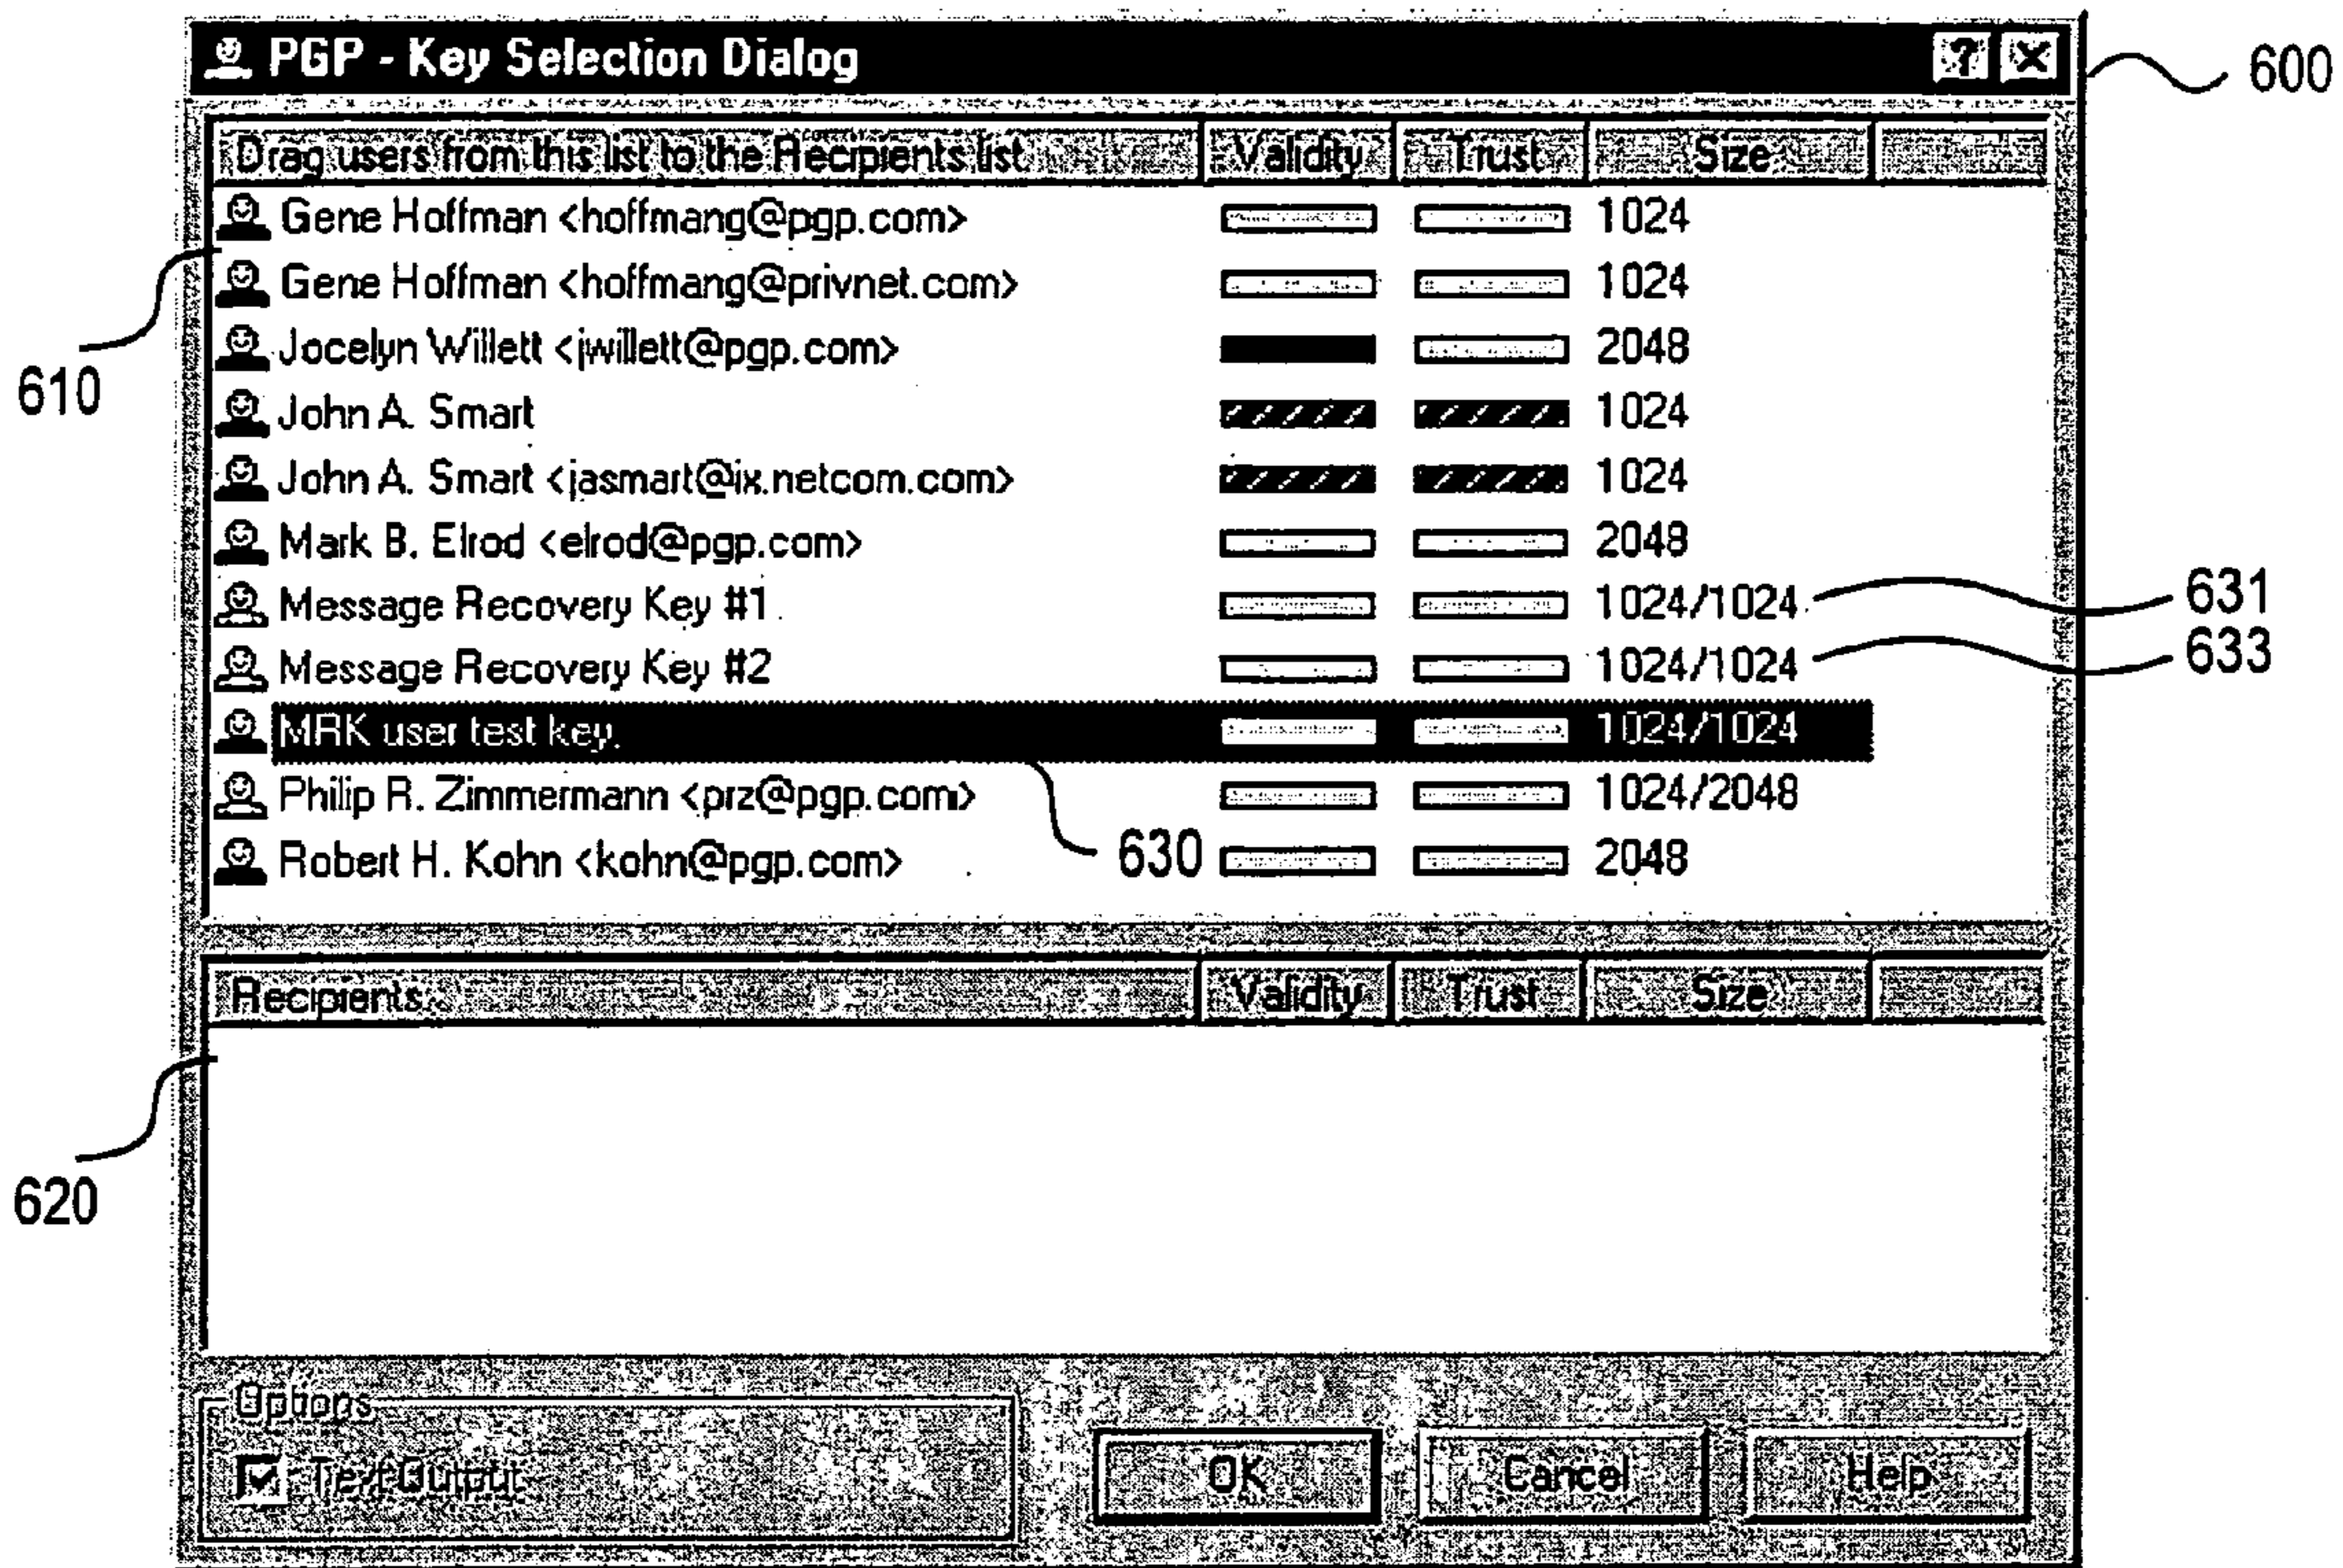 PGP - Key Selection Dialog ? X
600
Drag users from this list to the Recipients list Validity Trust Size
Gene Hoffman <hoffmang@pgp.com> 1024
Gene Hoffman <hoffmang@privnet.com> 1024
Jocelyn Willett <jwillett@pgp.com> 2048
610
John A. Smart 1024
John A. Smart <jasmart@ix.netcom.com> 1024
Mark B. Elrod <elrod@pgp.com> 2048
Message Recovery Key #1 1024/1024 631
Message Recovery Key #2 1024/1024 633
MRK user test key. 1024/1024
Philip R. Zimmermann <prz@pgp.com> 1024/2048
Robert H. Kohn <kohn@pgp.com> 630 2048
Recipients Validity Trust Size
620
Options
Text Output OK Cancel Help